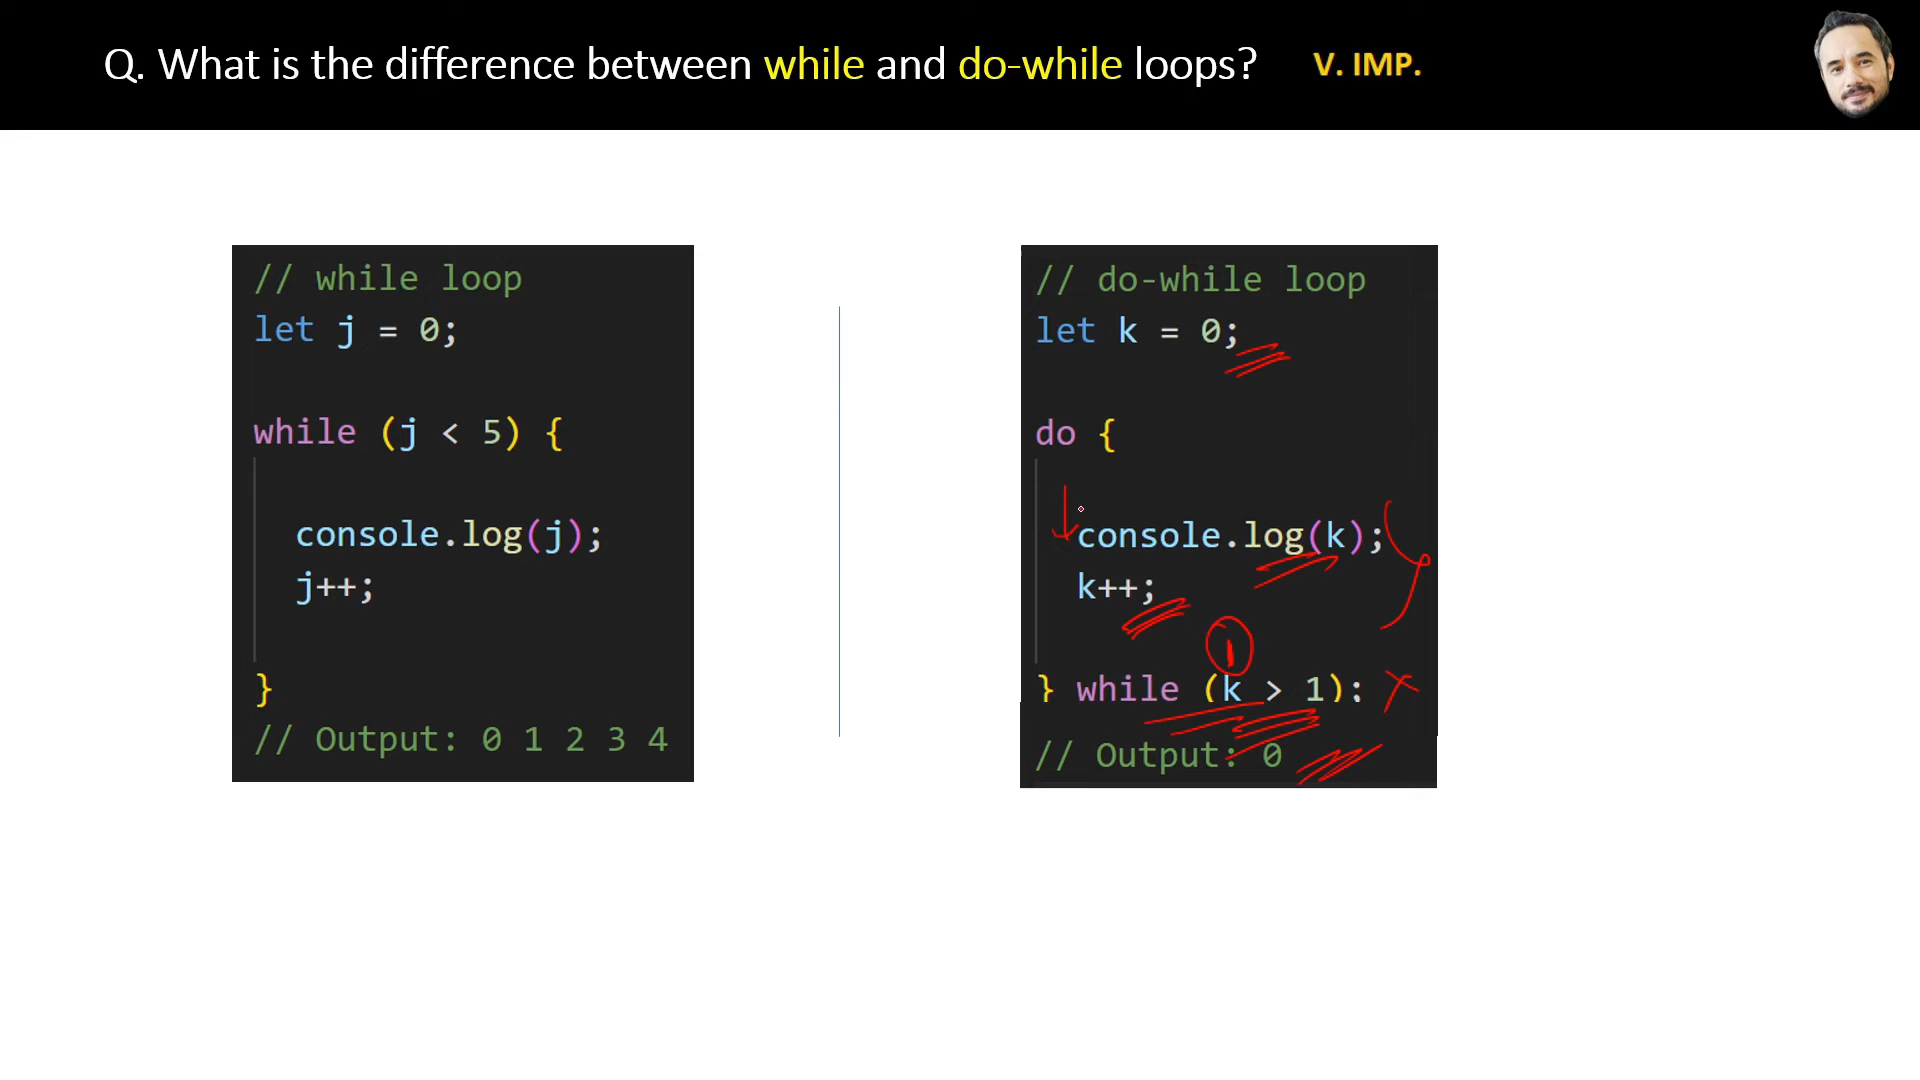 Q. What is the difference between while and do-while loops? V. IMP.
// while loop
let j = 0;
while (j < 5) {
console.log(j);
j++;
}
// Output: 0 1 2 3 4
// do-while loop
let k = 0;
do {
console.log(k);
k++;
1
} while (k > 1);
// Output: 0